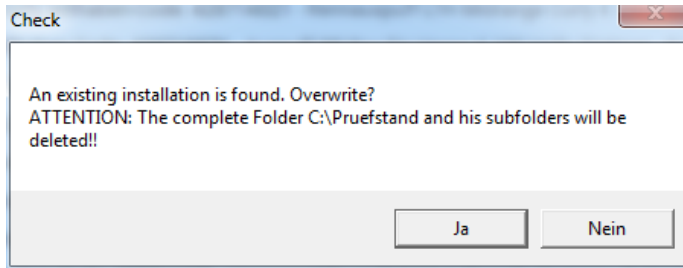 Check
An existing installation is found. Overwrite?
ATTENTION: The complete Folder C:\Pruefstand and his subfolders will be
deleted!!
Ja
Nein